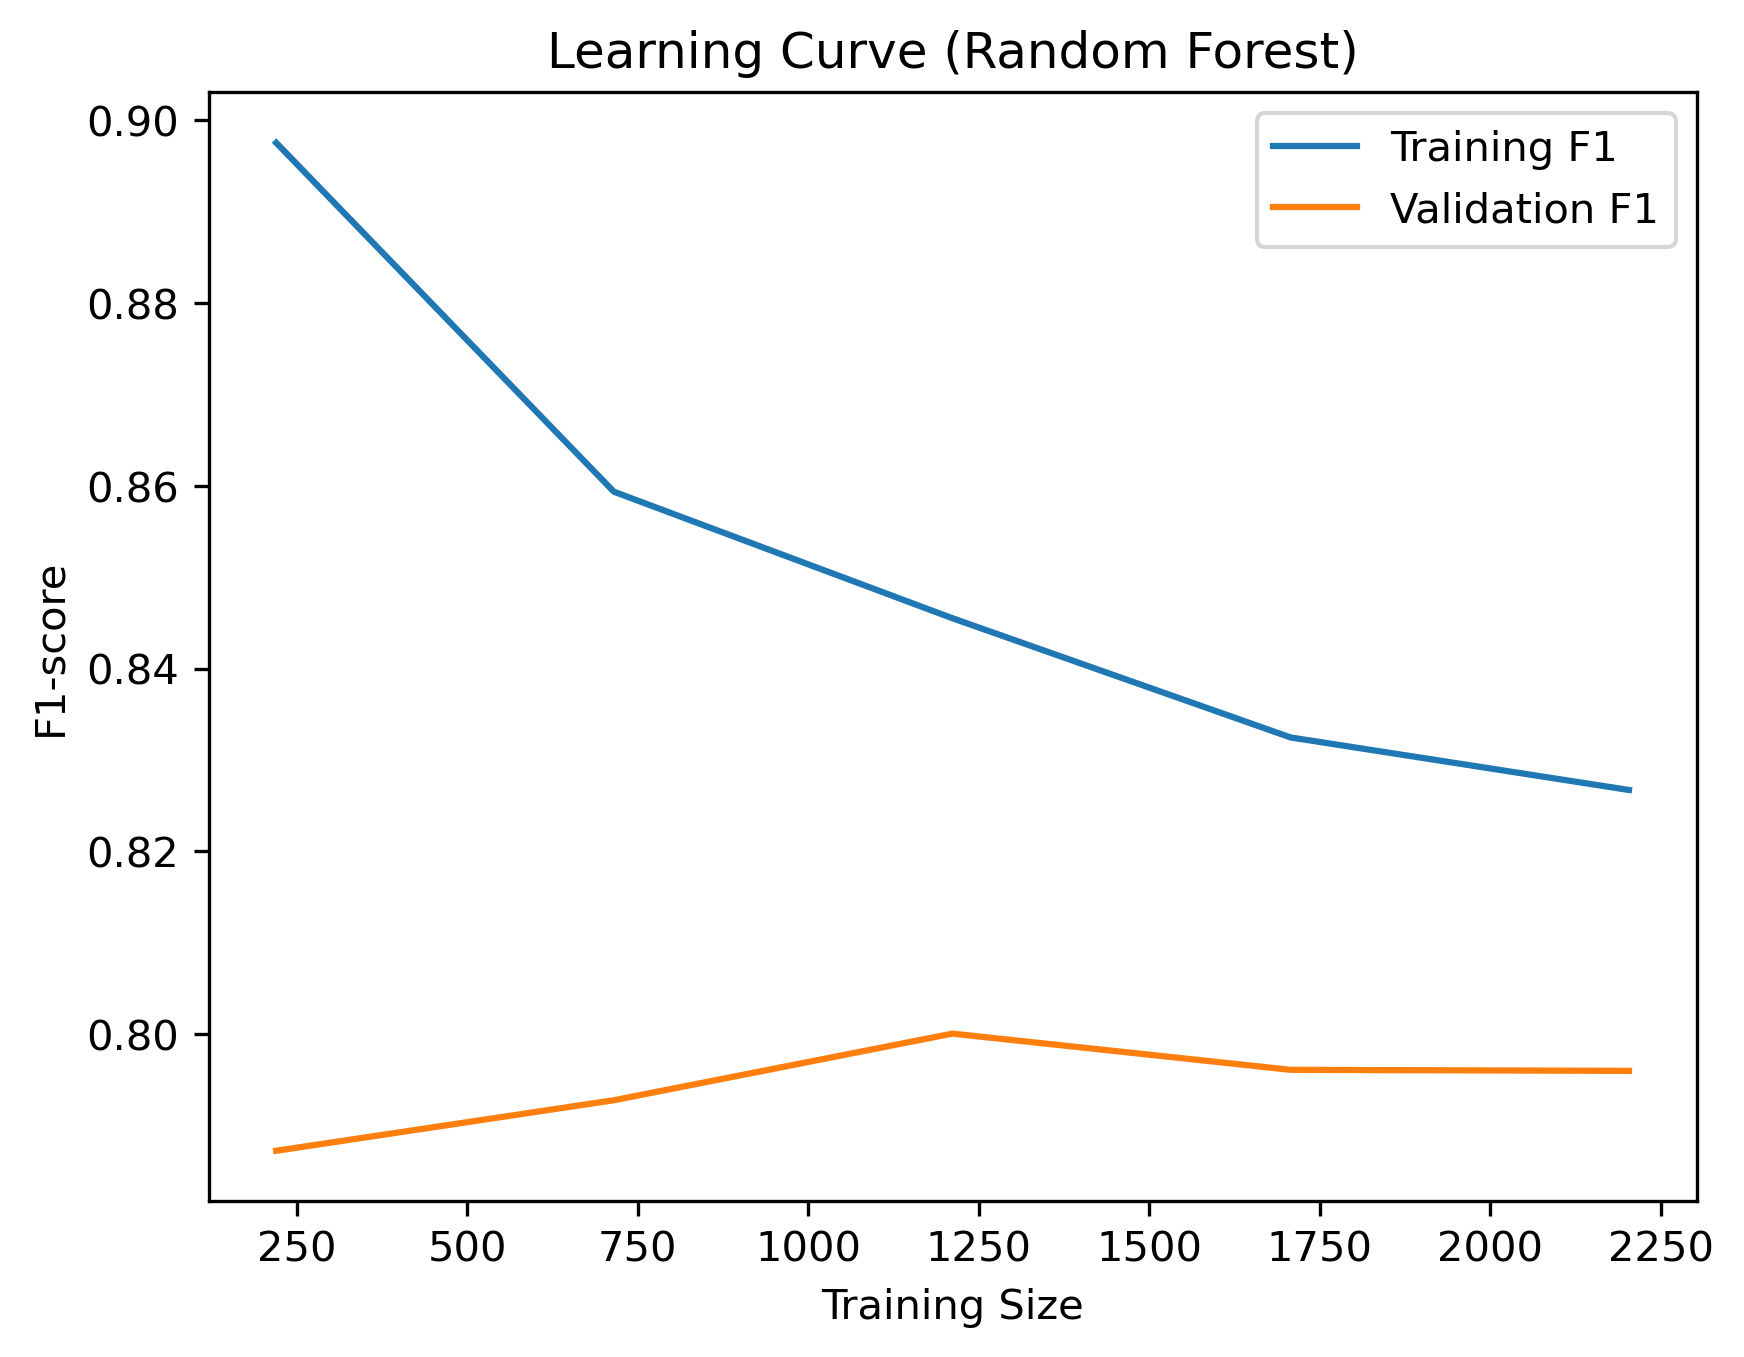 Learning Curve (Random Forest)
0.90
0.88
0.86
0.84
0.82
0.80
F1-score
Training F1
Validation F1
250 500 750 1000 1250 1500 1750 2000 2250
Training Size